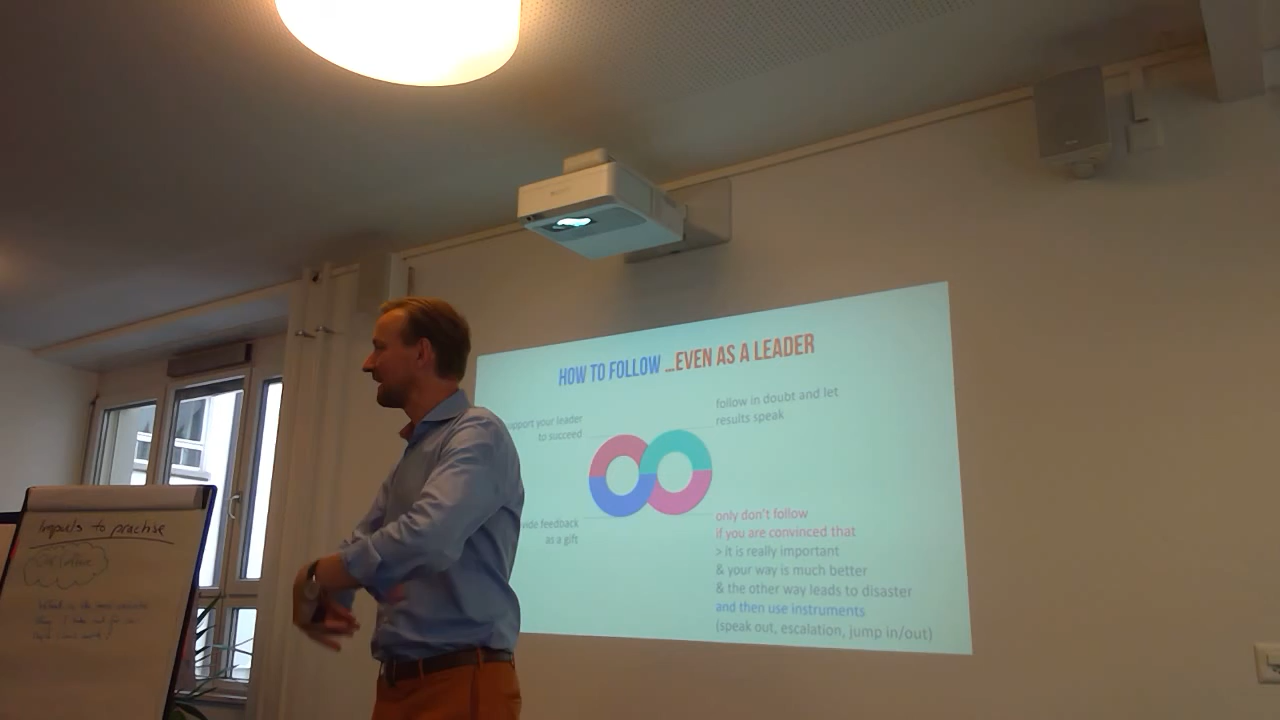 HOW TO FOLLOW ...EVEN AS A LEADER
pport your leader
to succeed
follow in doubt and let
results speak
vide feedback
as a gift
only don't follow
if you are convinced that
> it is really important
& your way is much better
& the other way leads to disaster
and then use instruments
(speak out, escalation, jump in/out)
Impuls to practise